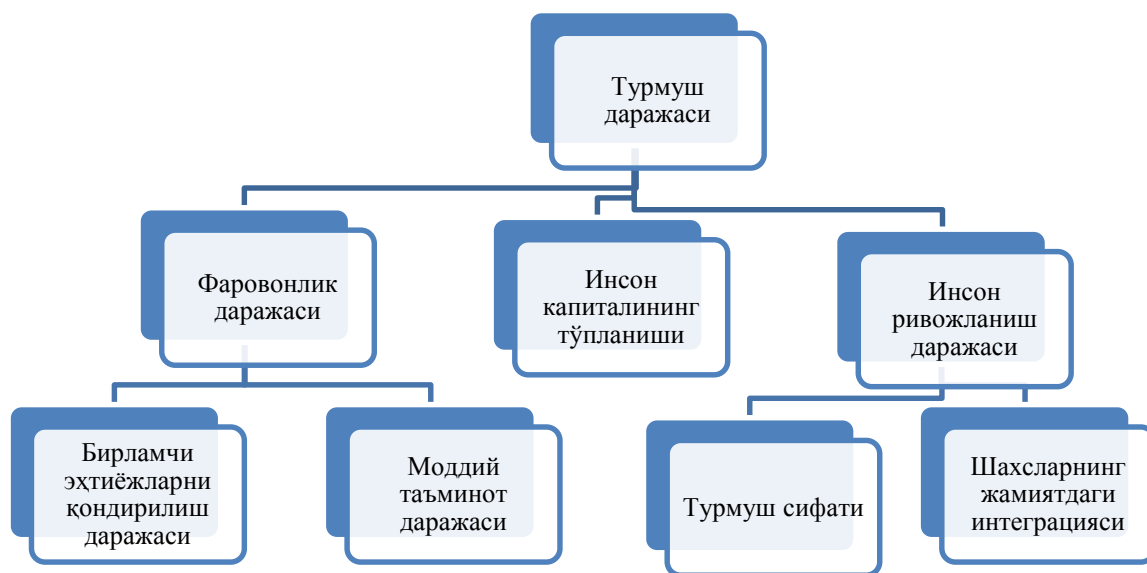 Турмуш
даражаси
Фаровонлик
даражаси
Инсон
капиталининг
тўпланиши
Инсон
ривожланиш
даражаси
Бирламчи
эҳтиёжларни
қондирилиш
даражаси
Моддий
таъминот
даражаси
Турмуш сифати
Шахсларнинг
жамиятдаги
интеграцияси